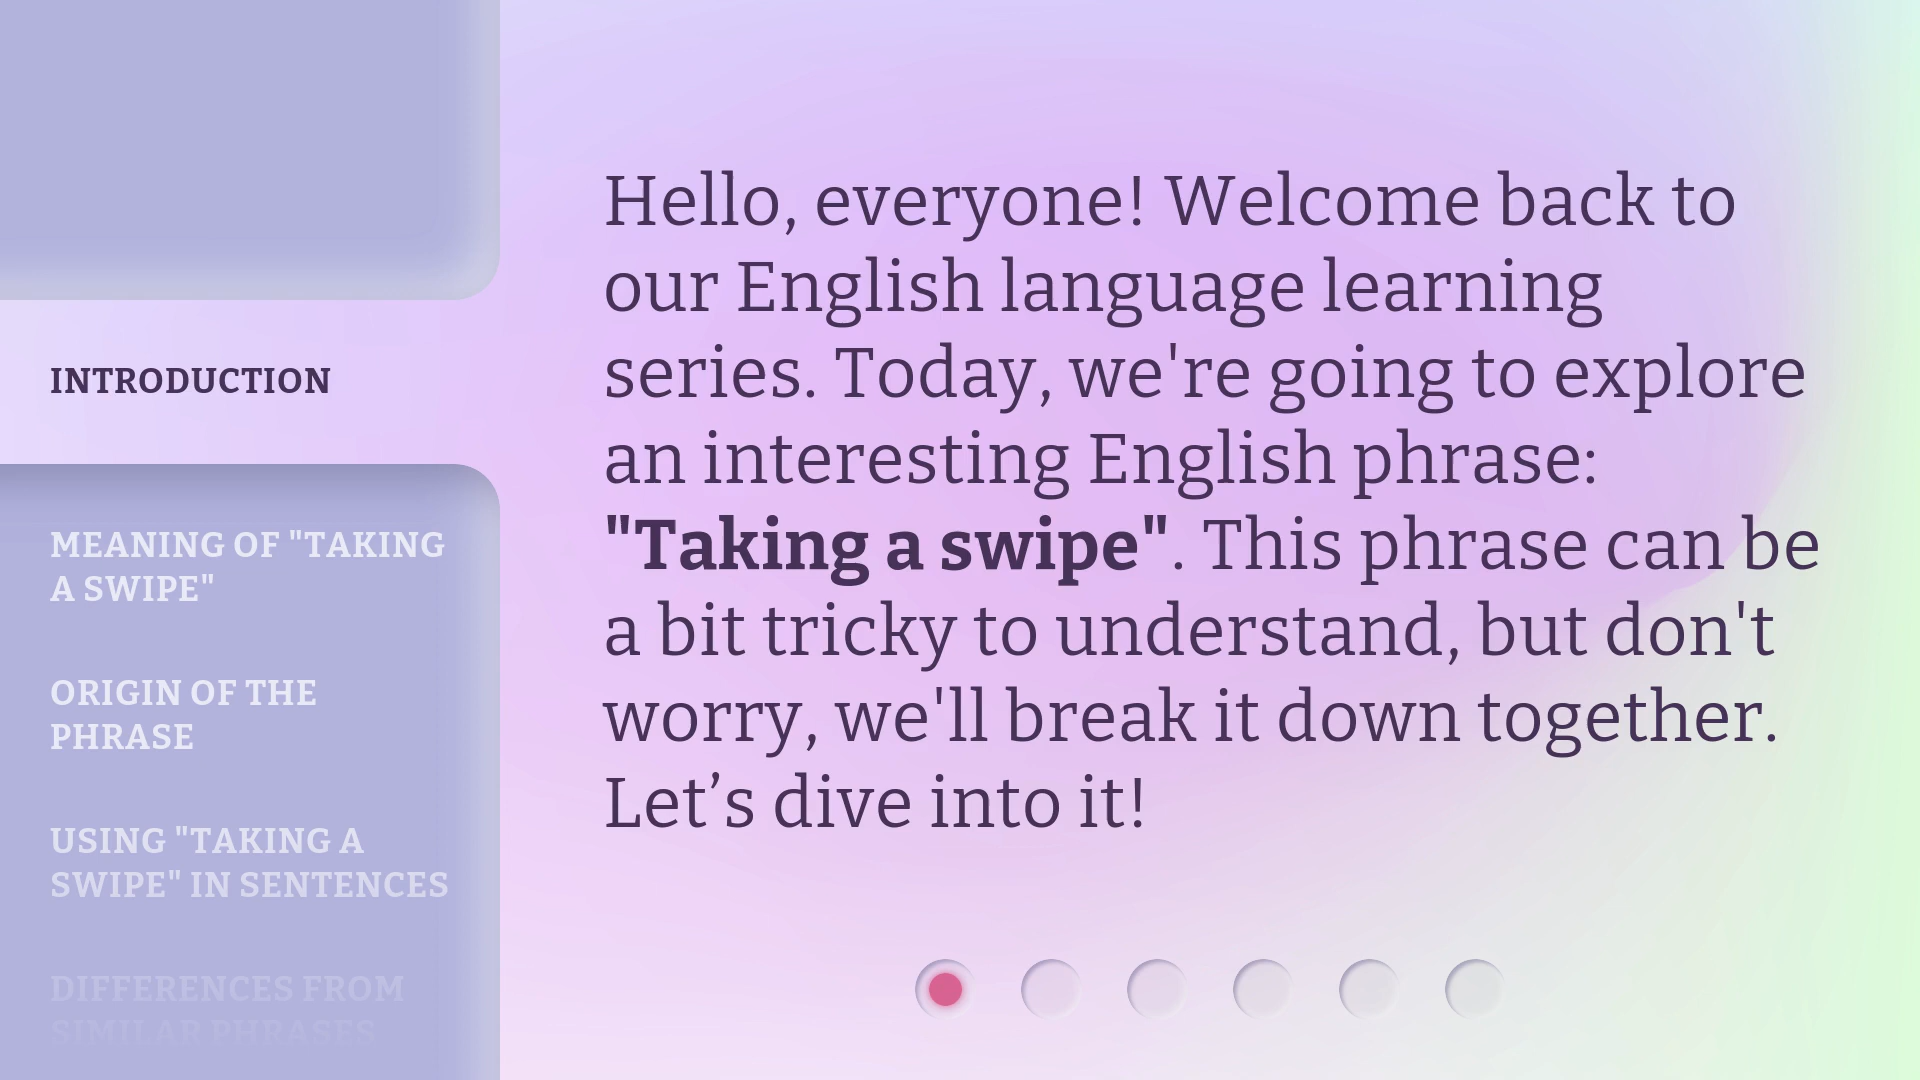 INTRODUCTION
MEANING OF "TAKING
A SWIPE"
ORIGIN OF THE
PHRASE
USING "TAKING A
SWIPE" IN SENTENCES
DIFFERENCES FROM
SIMILAR PHRASES
Hello, everyone! Welcome back to
our English language learning
series. Today, we're going to explore
an interesting English phrase:
"Taking a swipe". This phrase can be
a bit tricky to understand, but don't
worry, we'll break it down together.
Let’s dive into it!